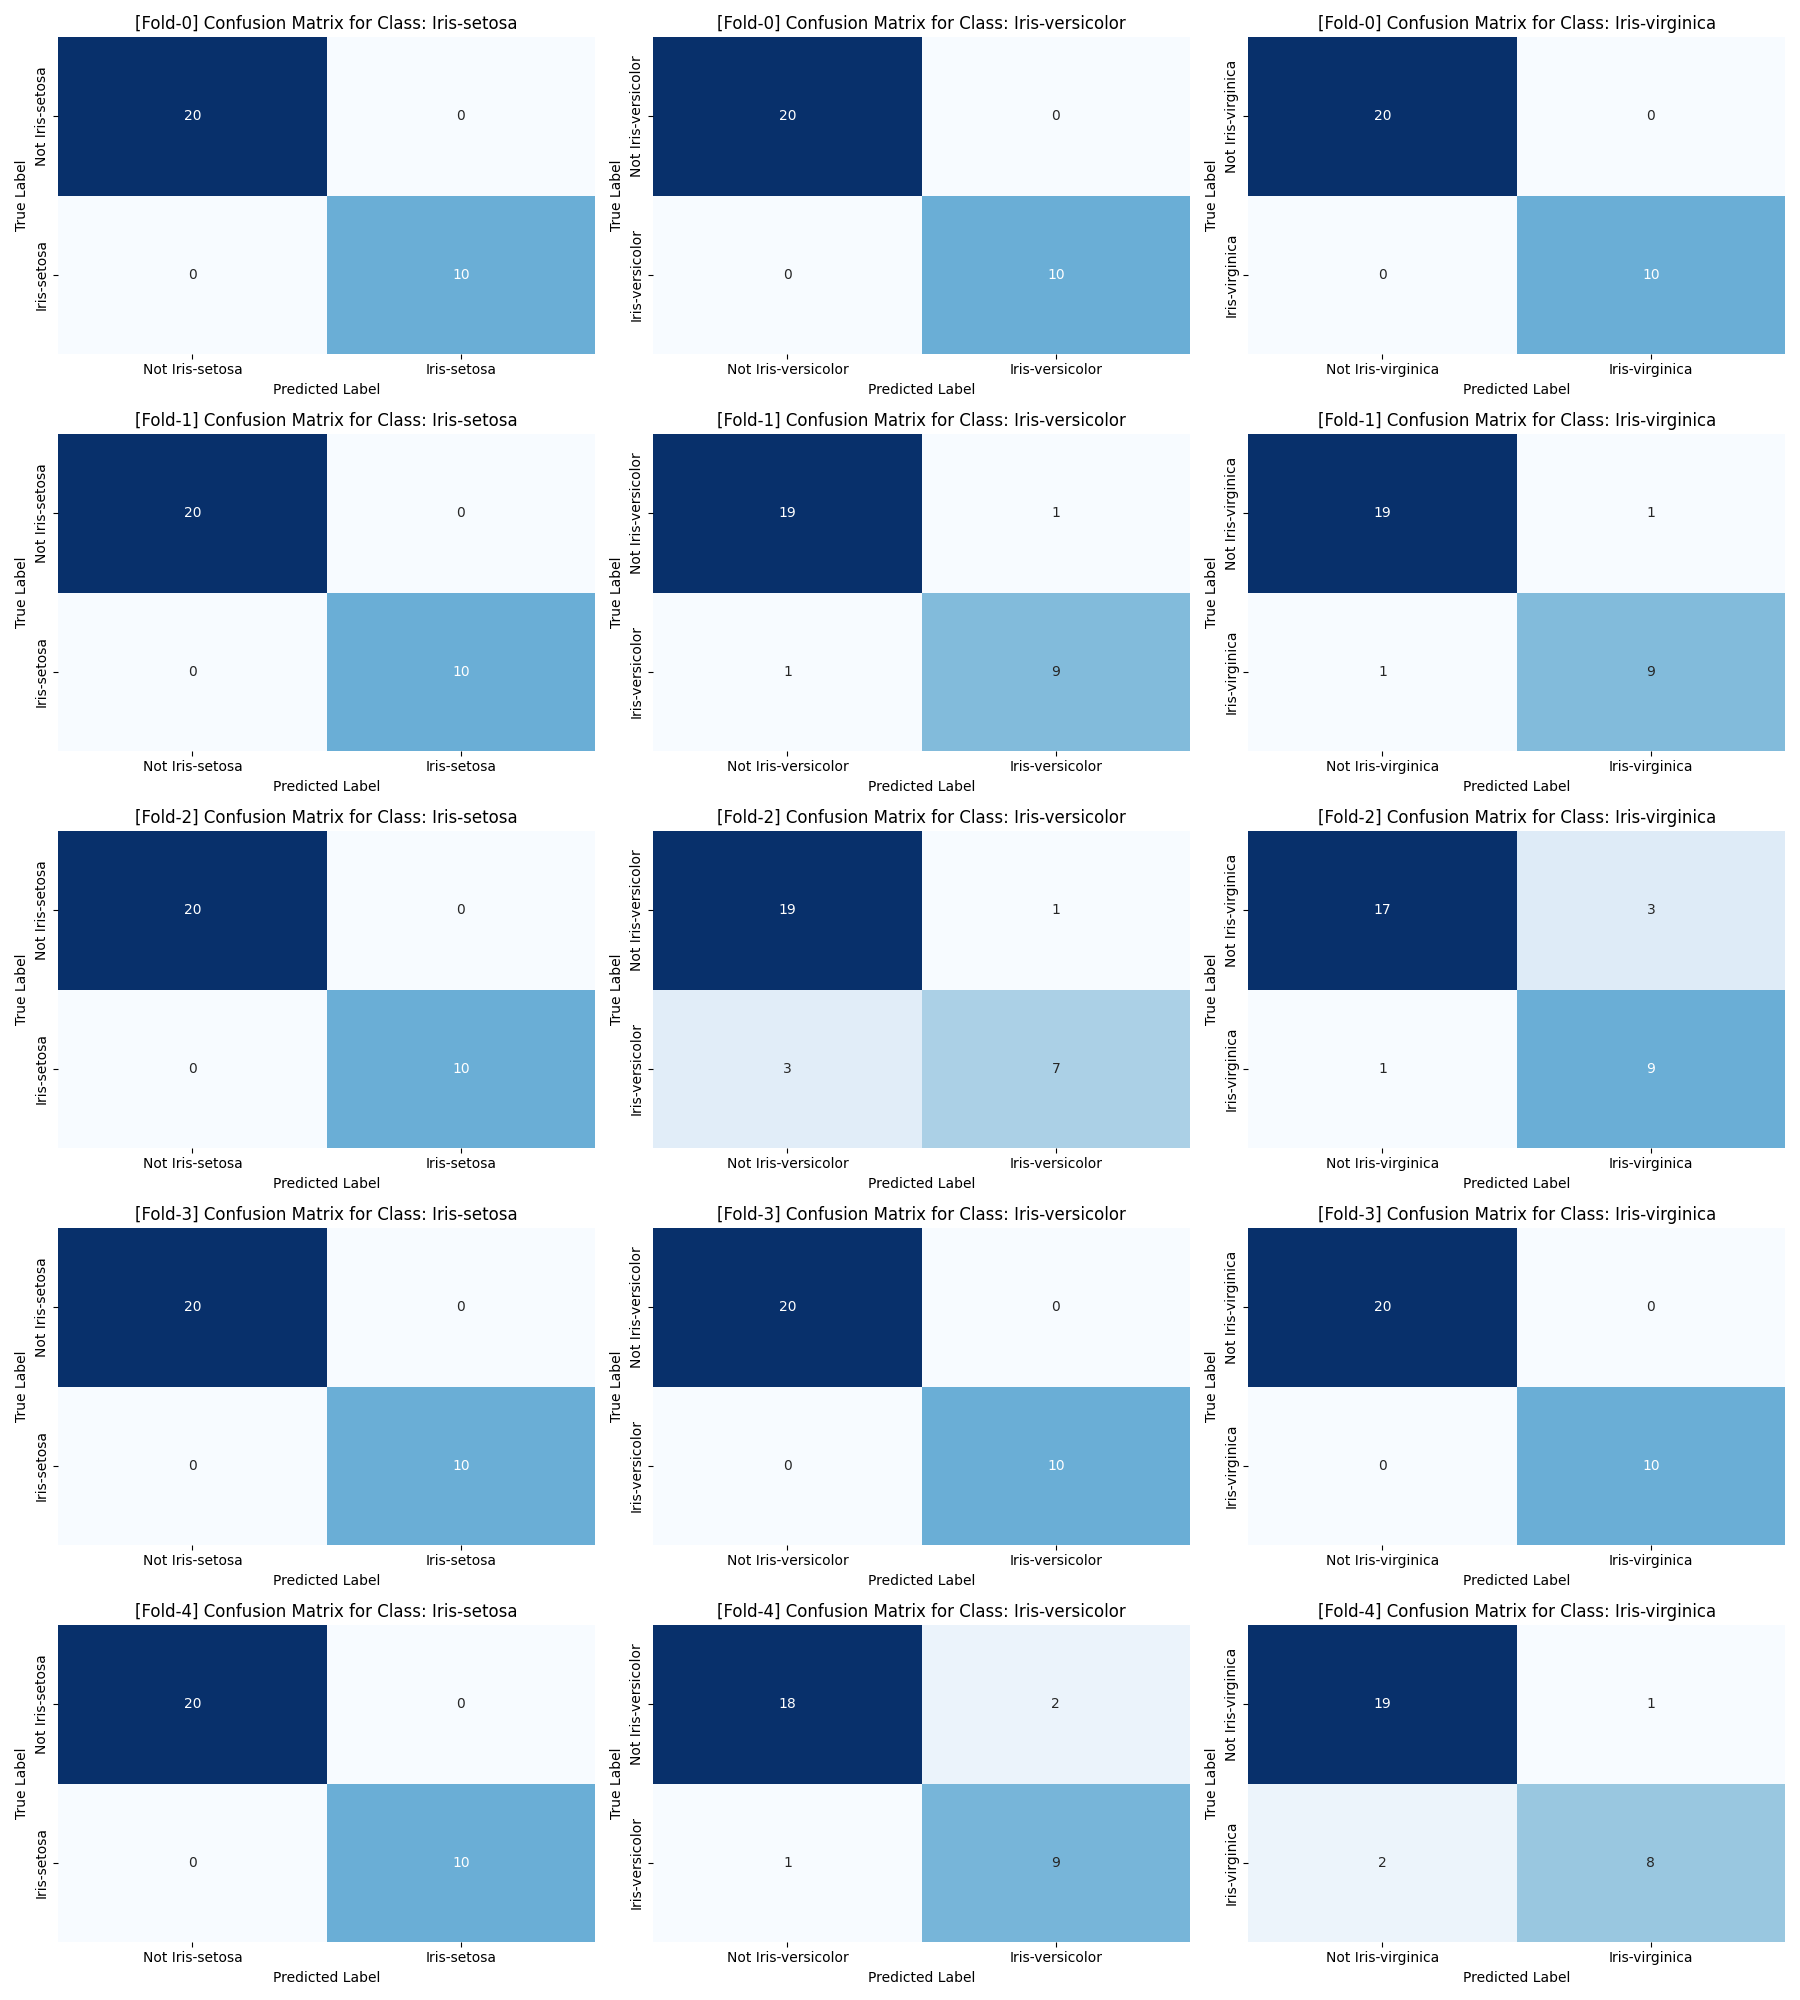 [Fold-0] Confusion Matrix for Class: Iris-setosa
True Label
Not Iris-setosa
Iris-setosa
20
0
0
10
Not Iris-setosa
Iris-setosa
Predicted Label
[Fold-0] Confusion Matrix for Class: Iris-versicolor
True Label
Not Iris-versicolor
Iris-versicolor
20
0
0
10
Not Iris-versicolor
Iris-versicolor
Predicted Label
[Fold-0] Confusion Matrix for Class: Iris-virginica
True Label
Not Iris-virginica
Iris-virginica
20
0
0
10
Not Iris-virginica
Iris-virginica
Predicted Label
[Fold-1] Confusion Matrix for Class: Iris-setosa
True Label
Not Iris-setosa
Iris-setosa
20
0
0
10
Not Iris-setosa
Iris-setosa
Predicted Label
[Fold-1] Confusion Matrix for Class: Iris-versicolor
True Label
Not Iris-versicolor
Iris-versicolor
19
1
1
9
Not Iris-versicolor
Iris-versicolor
Predicted Label
[Fold-1] Confusion Matrix for Class: Iris-virginica
True Label
Not Iris-virginica
Iris-virginica
19
1
1
9
Not Iris-virginica
Iris-virginica
Predicted Label
[Fold-2] Confusion Matrix for Class: Iris-setosa
True Label
Not Iris-setosa
Iris-setosa
20
0
0
10
Not Iris-setosa
Iris-setosa
Predicted Label
[Fold-2] Confusion Matrix for Class: Iris-versicolor
True Label
Not Iris-versicolor
Iris-versicolor
19
1
3
7
Not Iris-versicolor
Iris-versicolor
Predicted Label
[Fold-2] Confusion Matrix for Class: Iris-virginica
True Label
Not Iris-virginica
Iris-virginica
17
3
1
9
Not Iris-virginica
Iris-virginica
Predicted Label
[Fold-3] Confusion Matrix for Class: Iris-setosa
True Label
Not Iris-setosa
Iris-setosa
20
0
0
10
Not Iris-setosa
Iris-setosa
Predicted Label
[Fold-3] Confusion Matrix for Class: Iris-versicolor
True Label
Not Iris-versicolor
Iris-versicolor
20
0
0
10
Not Iris-versicolor
Iris-versicolor
Predicted Label
[Fold-3] Confusion Matrix for Class: Iris-virginica
True Label
Not Iris-virginica
Iris-virginica
20
0
0
10
Not Iris-virginica
Iris-virginica
Predicted Label
[Fold-4] Confusion Matrix for Class: Iris-setosa
True Label
Not Iris-setosa
Iris-setosa
20
0
0
10
Not Iris-setosa
Iris-setosa
Predicted Label
[Fold-4] Confusion Matrix for Class: Iris-versicolor
True Label
Not Iris-versicolor
Iris-versicolor
18
2
1
9
Not Iris-versicolor
Iris-versicolor
Predicted Label
[Fold-4] Confusion Matrix for Class: Iris-virginica
True Label
Not Iris-virginica
Iris-virginica
19
1
2
8
Not Iris-virginica
Iris-virginica
Predicted Label